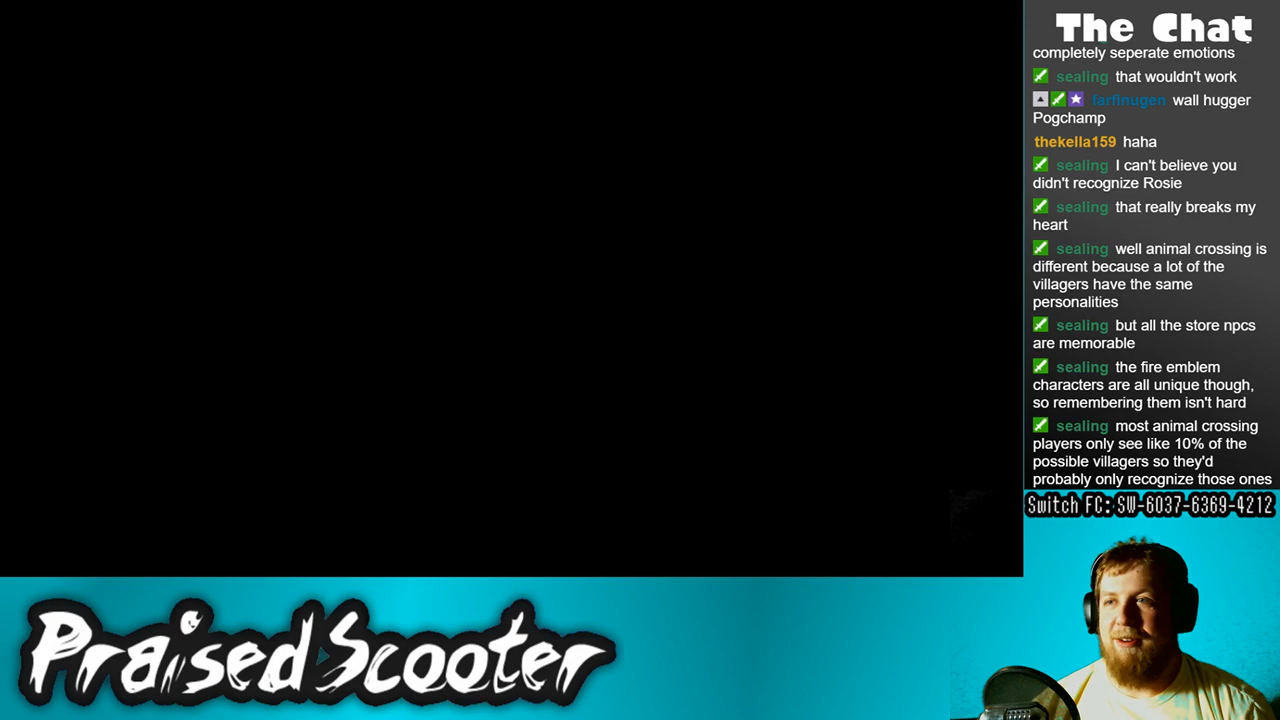 The Chat
completely seperate emotions
sealing that wouldn't work
farfinugen wall hugger
Pogchamp
thekella159 haha
sealing I can't believe you
didn't recognize Rosie
sealing that really breaks my
heart
sealing well animal crossing is
different because a lot of the
villagers have the same
personalities
sealing but all the store npcs
are memorable
sealing the fire emblem
characters are all unique though,
so remembering them isn't hard
sealing most animal crossing
players only see like 10% of the
possible villagers so they'd
probably only recognize those ones
Switch FC: SW-6037-6369-4212
PraisedScooter